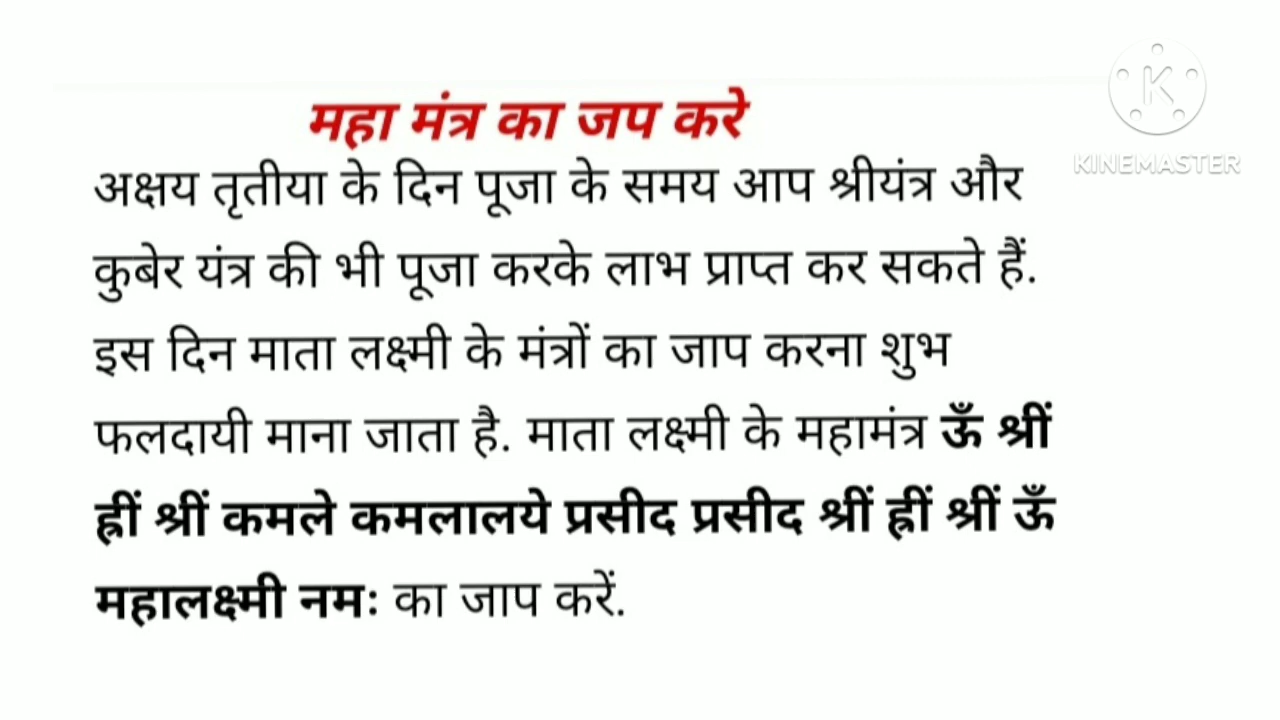 महा मंत्र का जप करे
अक्षय तृतीया के दिन पूजा के समय आप श्रीयंत्र और
कुबेर यंत्र की भी पूजा करके लाभ प्राप्त कर सकते हैं.
इस दिन माता लक्ष्मी के मंत्रों का जाप करना शुभ
फलदायी माना जाता है. माता लक्ष्मी के महामंत्र ऊँ श्रीं
ह्रीं श्रीं कमले कमलालये प्रसीद प्रसीद श्रीं ह्रीं श्रीं ऊँ
महालक्ष्मी नमः का जाप करें.
K
KINEMASTER